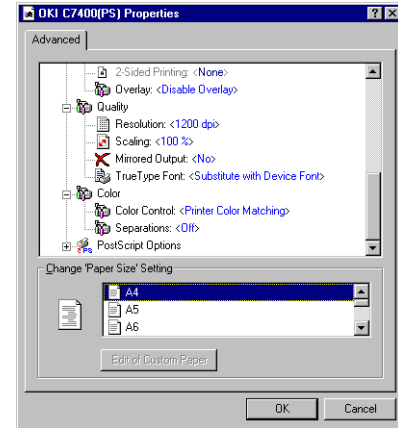 OKI C7400(PS) Properties
Advanced
2-Sided Printing: <None>
Overlay: <Disable Overlay>
Quality
Resolution: <1200 dpi>
Scaling: <100 %>
Mirrored Output: <No>
TrueType Font: <Substitute with Device Font>
Color
Color Control: <Printer Color Matching>
Separations: <Off>
PostScript Options
Change 'Paper Size' Setting
A4
A5
A6
Edit of Custom Paper
OK Cancel